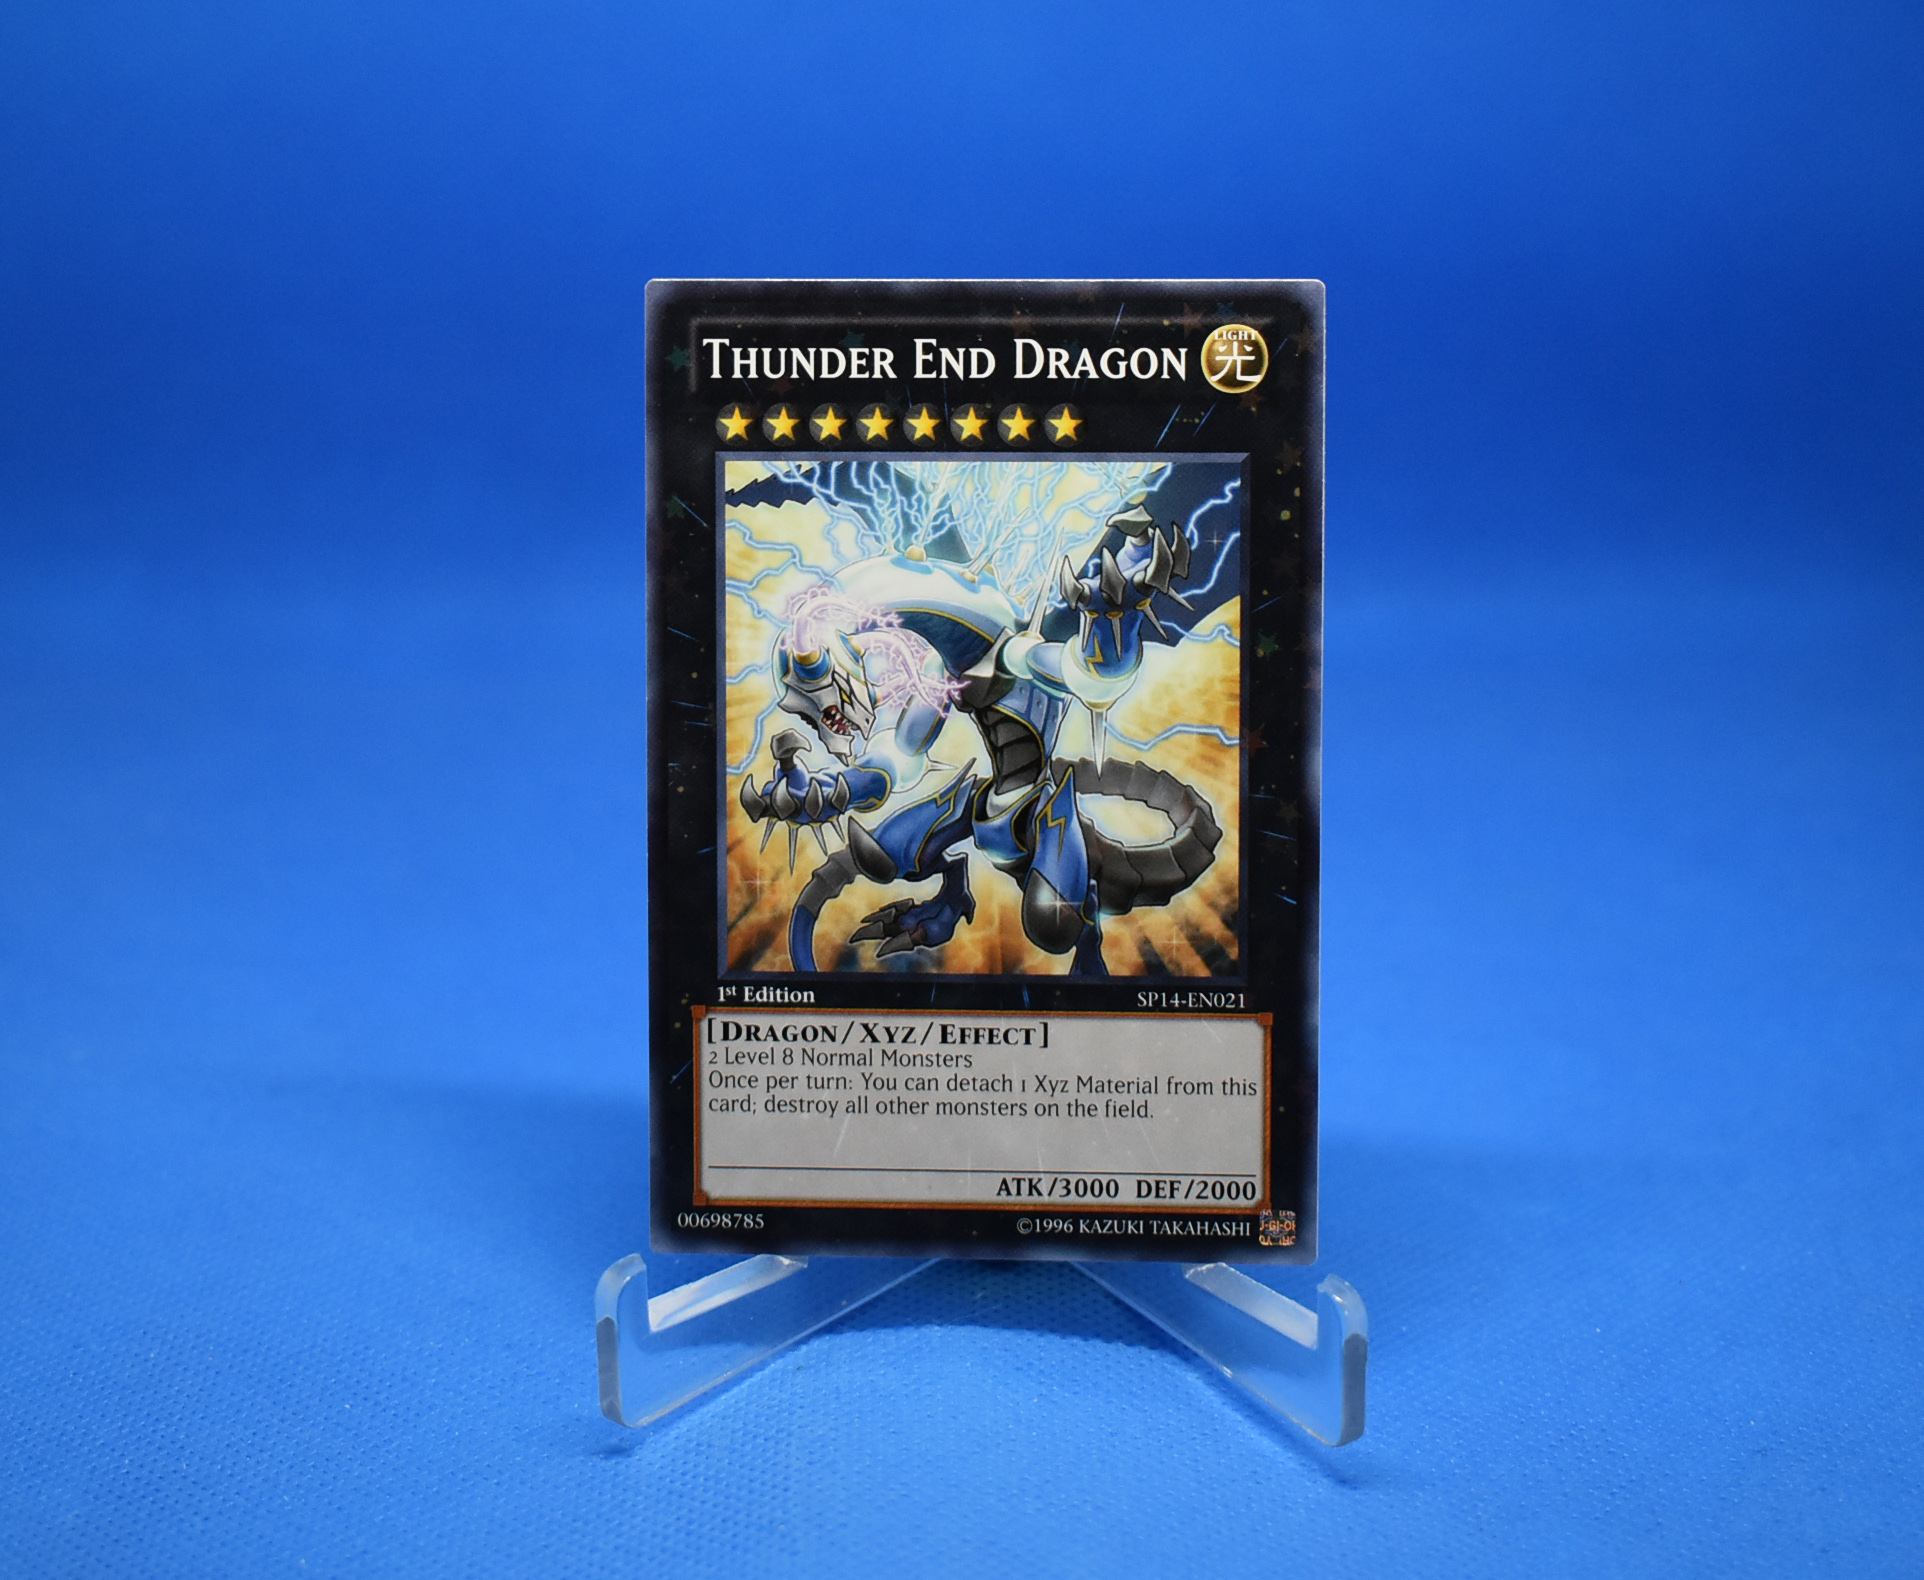 Thunder End Dragon
LIGHT
光
1st Edition
SP14-EN021
[Dragon/Xyz/Effect]
2 Level 8 Normal Monsters
Once per turn: You can detach 1 Xyz Material from this
card; destroy all other monsters on the field.
ATK/3000 DEF/2000
00698785
©1996 KAZUKI TAKAHASHI